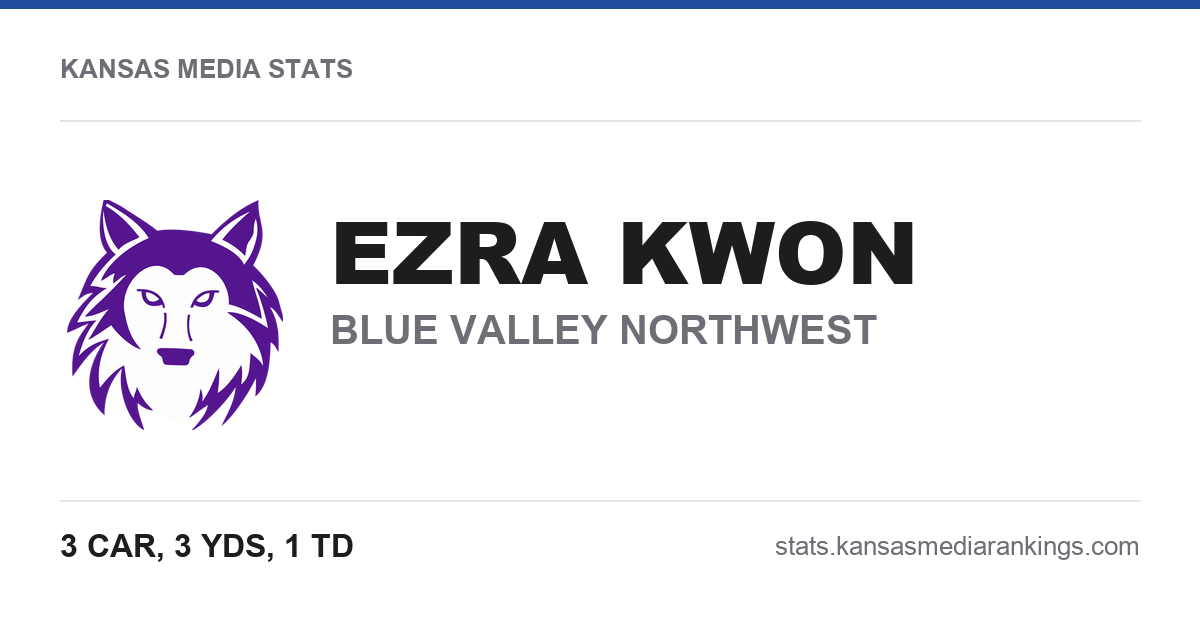 KANSAS MEDIA STATS
EZRA KWON
BLUE VALLEY NORTHWEST
3 CAR, 3 YDS, 1 TD
stats.kansasmediarankings.com